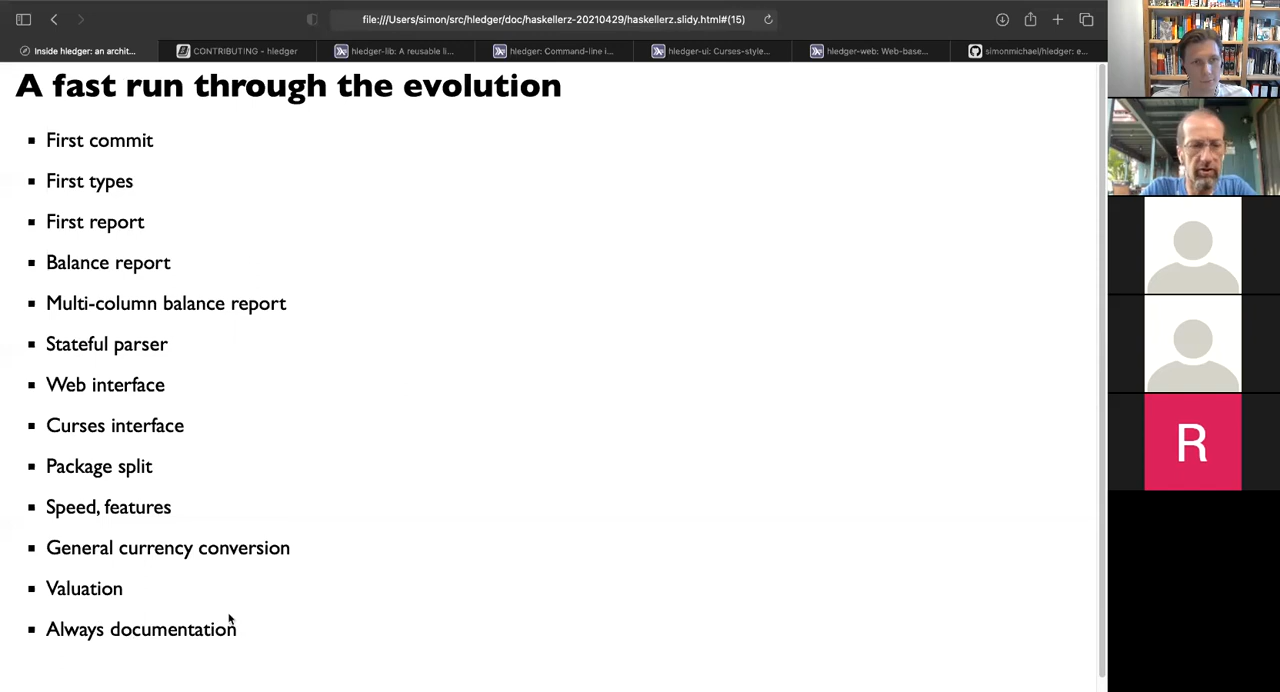 file:///Users/simon/src/hledger/doc/haskellerz-20210429/haskellerz.slidy.html#(15)
Inside hledger: an archit...
CONTRIBUTING - hledger
hledger-lib: A reusable li...
hledger: Command-line i...
hledger-ui: Curses-style...
hledger-web: Web-base...
simonmichael/hledger: e...
A fast run through the evolution
▪ First commit
▪ First types
▪ First report
▪ Balance report
▪ Multi-column balance report
▪ Stateful parser
▪ Web interface
▪ Curses interface
▪ Package split
▪ Speed, features
▪ General currency conversion
▪ Valuation
▪ Always documentation
R